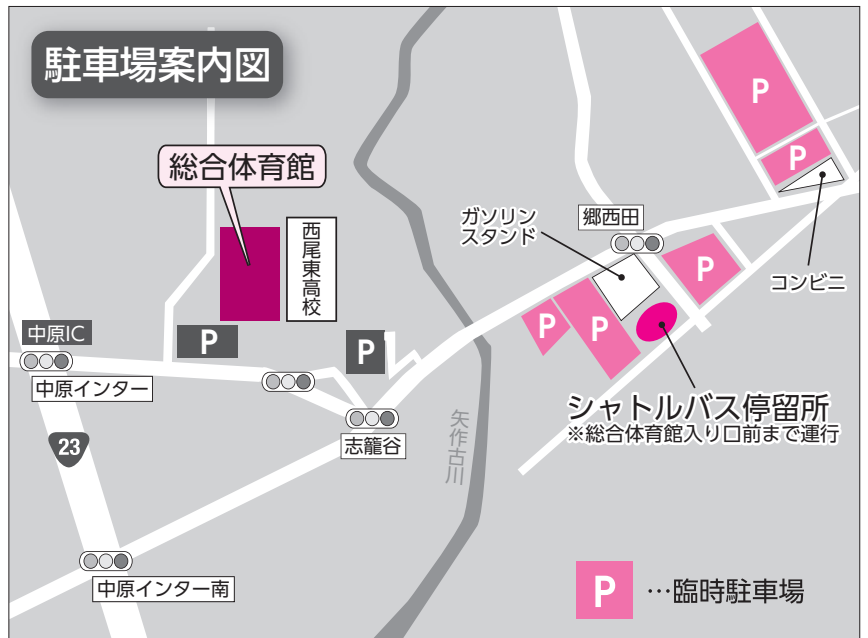 駐車場案内図
総合体育館
西尾東高校
P
P
中原IC
中原インター
23
志籠谷
中原インター南
矢作古川
ガソリン
スタンド
郷西田
P
P
コンビニ
P
P
P
シャトルバス停留所
※総合体育館入り口前まで運行
P …臨時駐車場